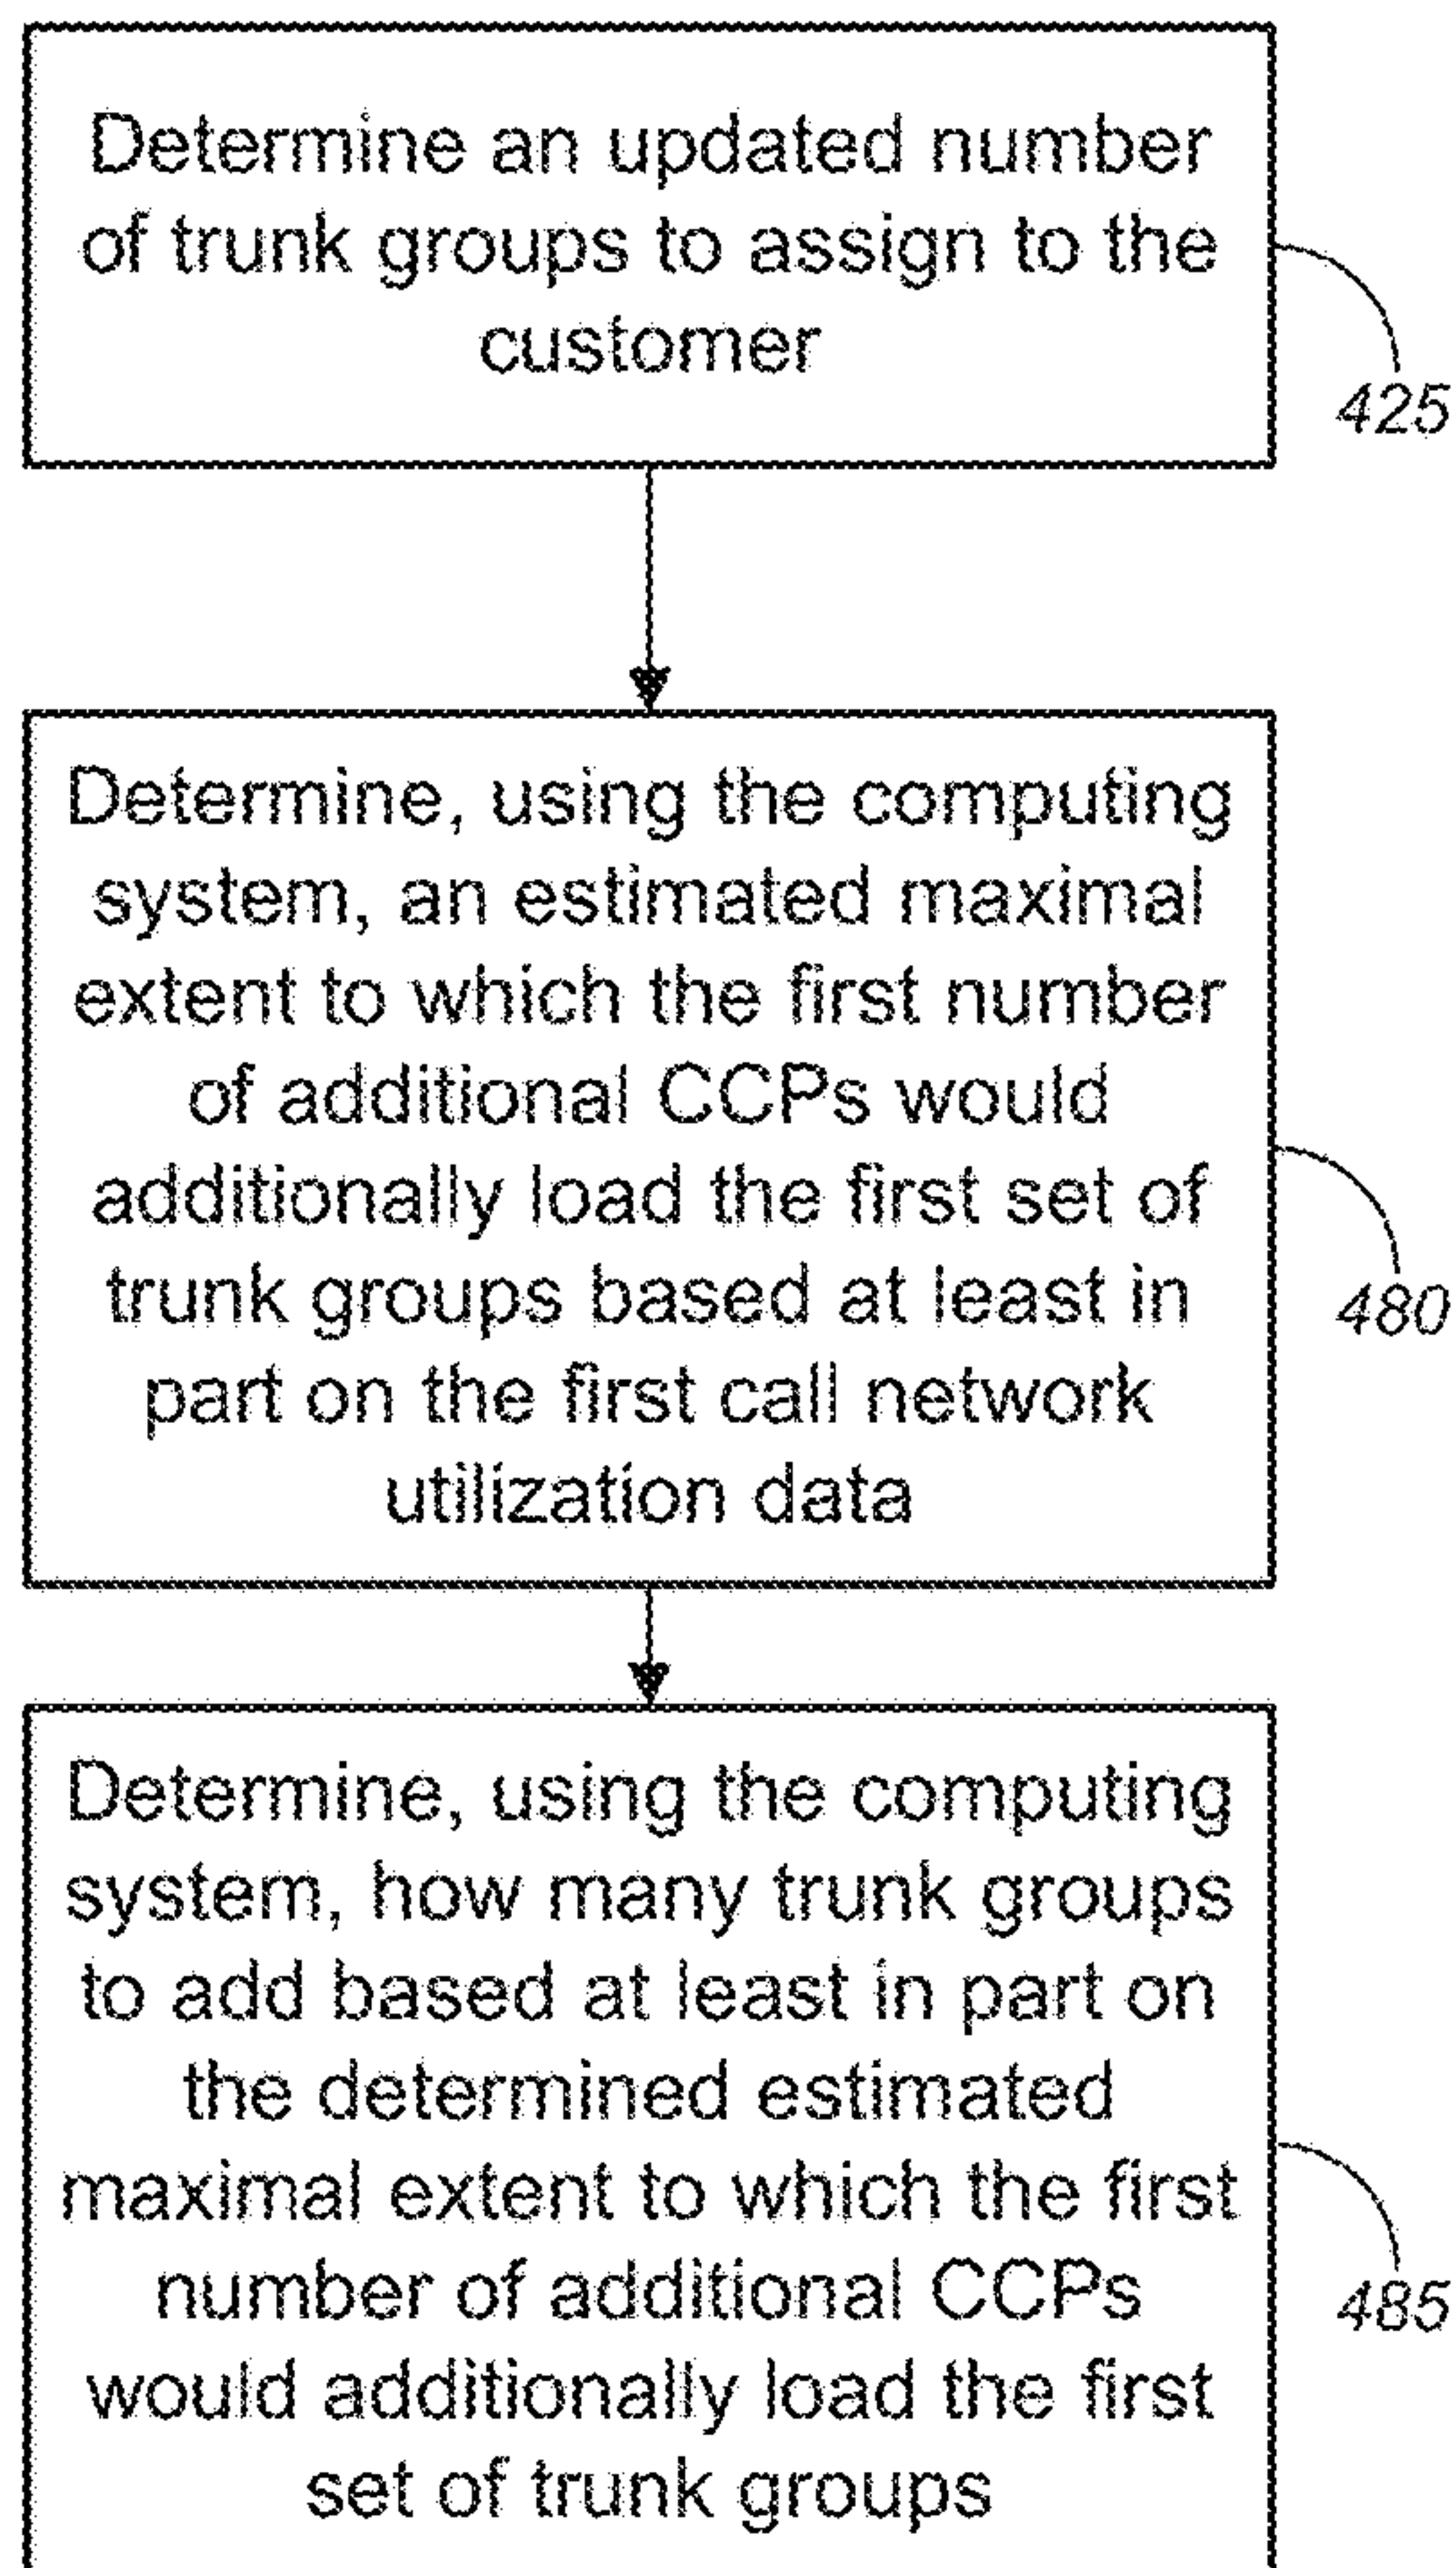 Determine an updated number
of trunk groups to assign to the
customer
425
Determine, using the computing
system, an estimated maximal
extent to which the first number
of additional CCPs would
additionally load the first set of
trunk groups based at least in
part on the first call network
utilization data
480
Determine, using the computing
system, how many trunk groups
to add based at least in part on
the determined estimated
maximal extent to which the first
number of additional CCPs
would additionally load the first
set of trunk groups
485